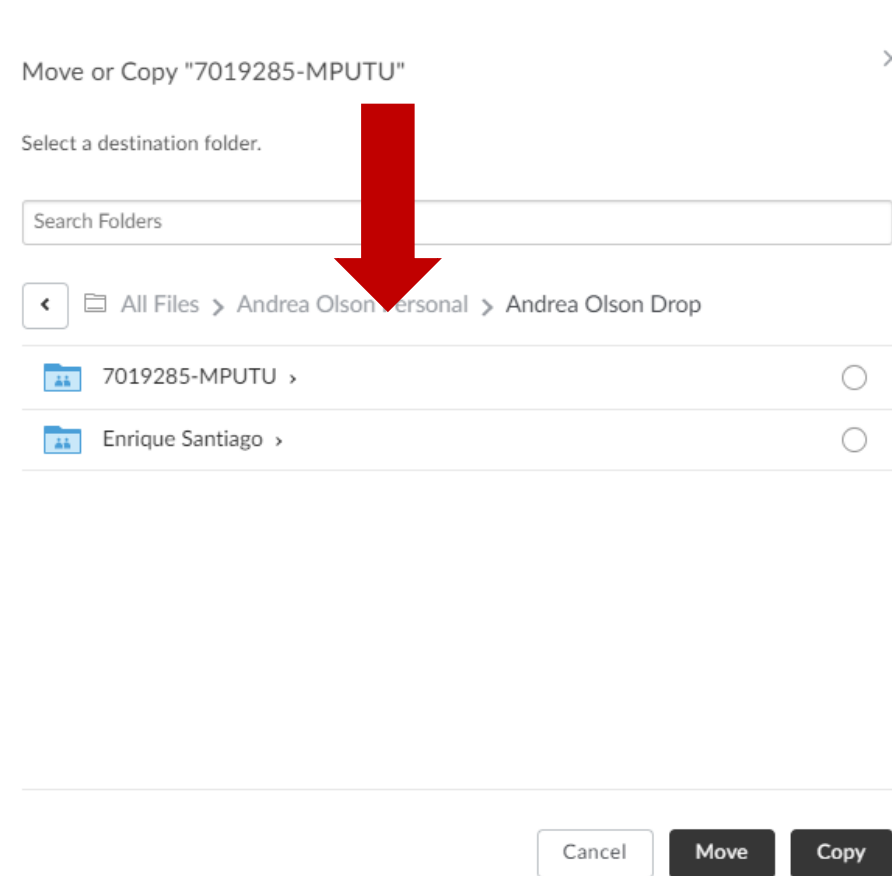 Move or Copy "7019285-MPUTU"
Select a destination folder.
Search Folders
All Files > Andrea Olson Personal > Andrea Olson Drop
7019285-MPUTU >
Enrique Santiago >
Cancel Move Copy